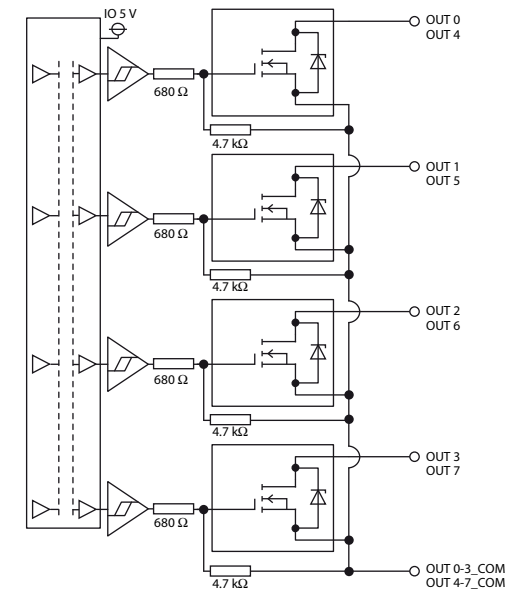 IO 5 V
OUT 0
OUT 4
680 Ω
4.7 kΩ
OUT 1
OUT 5
680 Ω
4.7 kΩ
OUT 2
OUT 6
680 Ω
4.7 kΩ
OUT 3
OUT 7
680 Ω
4.7 kΩ
OUT 0-3_COM
OUT 4-7_COM